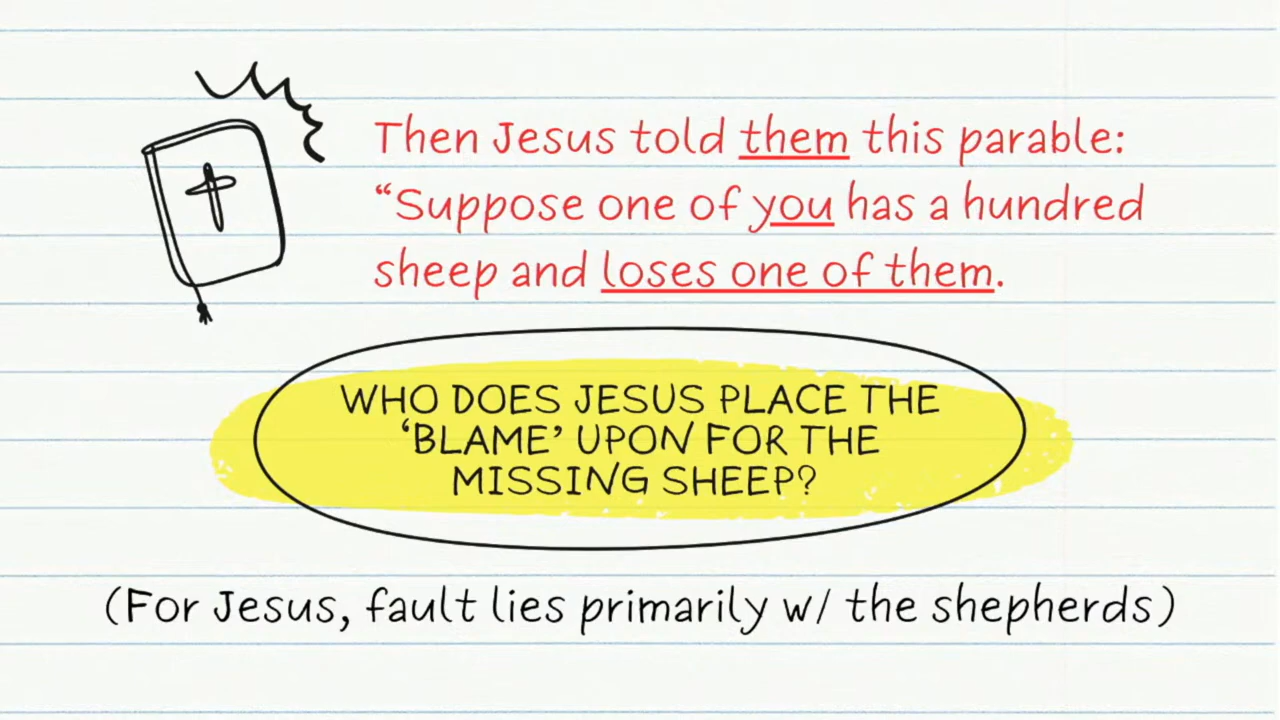 Then Jesus told them this parable:
“Suppose one of you has a hundred
sheep and loses one of them.
WHO DOES JESUS PLACE THE
‘BLAME’ UPON FOR THE
MISSING SHEEP?
(For Jesus, fault lies primarily w/ the shepherds)